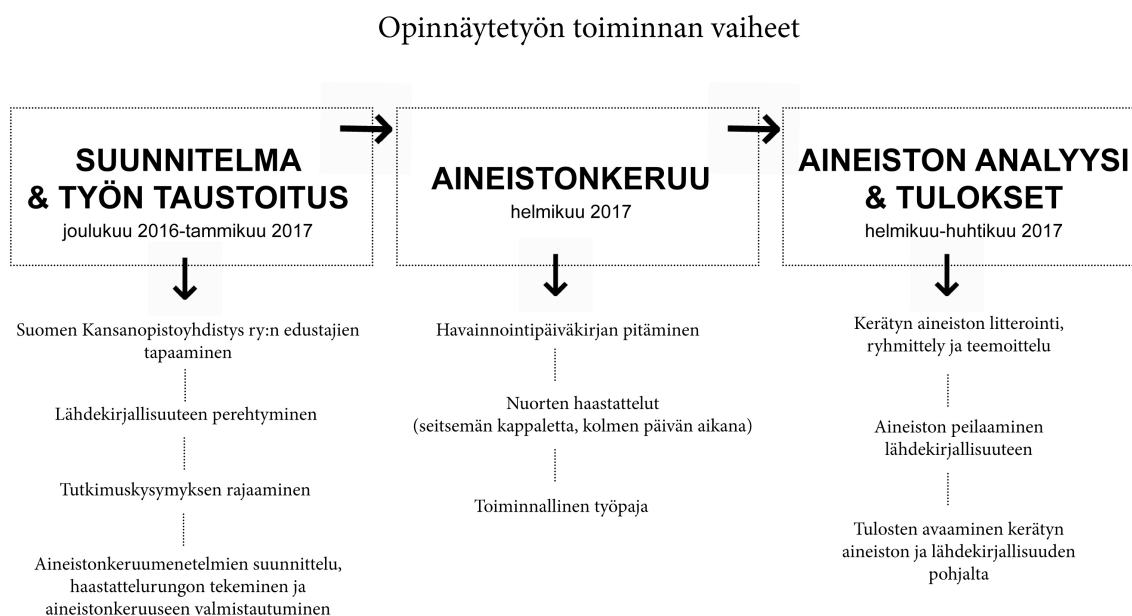 Opinnäytetyön toiminnan vaiheet
SUUNNITELMA
& TYÖN TAUSTOITUS
joulukuu 2016-tammikuu 2017
Suomen Kansanopistoyhdistys ry:n edustajien
tapaaminen
Lähdekirjallisuuteen perehtyminen
Tutkimuskysymyksen rajaaminen
Aineistonkeruumenetelmien suunnittelu,
haastattelurungon tekeminen ja
aineistonkeruuseen valmistautuminen
AINEISTONKERUU
helmikuu 2017
Havainnointipäiväkirjan pitäminen
Nuorten haastattelut
(seitsemän kappaletta, kolmen päivän aikana)
Toiminnallinen työpaja
AINEISTON ANALYYSI
& TULOKSET
helmikuu-huhtikuu 2017
Kerätyn aineiston litterointi,
ryhmittely ja teemoittelu
Aineiston peilaaminen
lähdekirjallisuuteen
Tulosten avaaminen kerätyn
aineiston ja lähdekirjallisuuden
pohjalta